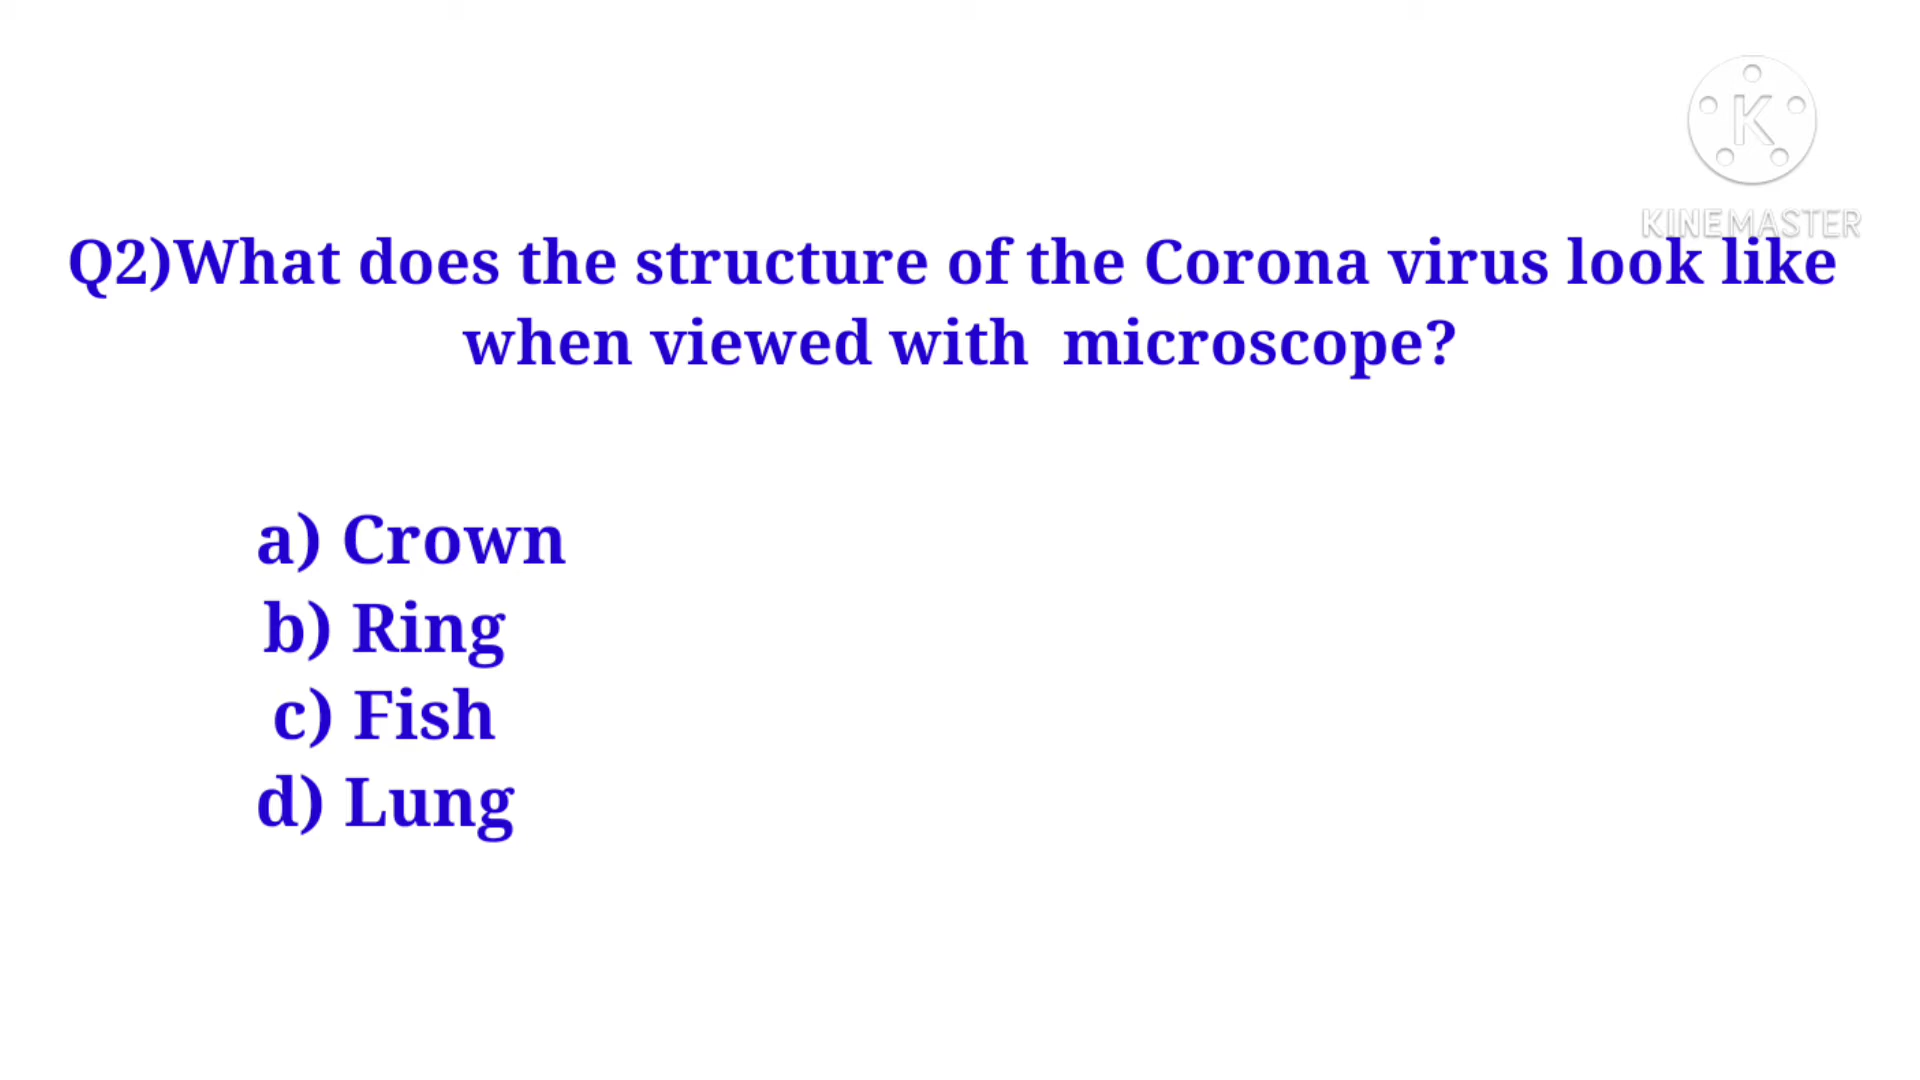 K
KINEMASTER
Q2)What does the structure of the Corona virus look like
when viewed with  microscope?
a) Crown
b) Ring
c) Fish
d) Lung